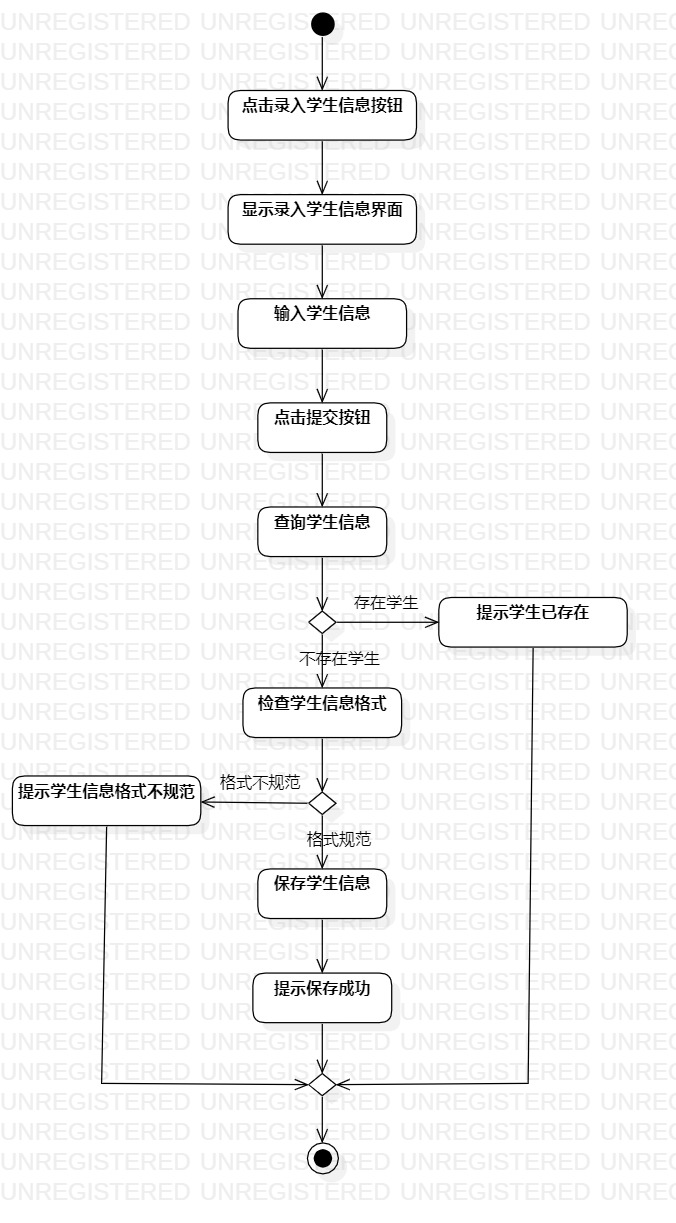 UNREGISTERED UNREGISTERED UNREGISTERED UNREG
点击录入学生信息按钮
显示录入学生信息界面
输入学生信息
点击提交按钮
查询学生信息
存在学生
提示学生已存在
不存在学生
检查学生信息格式
格式不规范
提示学生信息格式不规范
格式规范
保存学生信息
提示保存成功